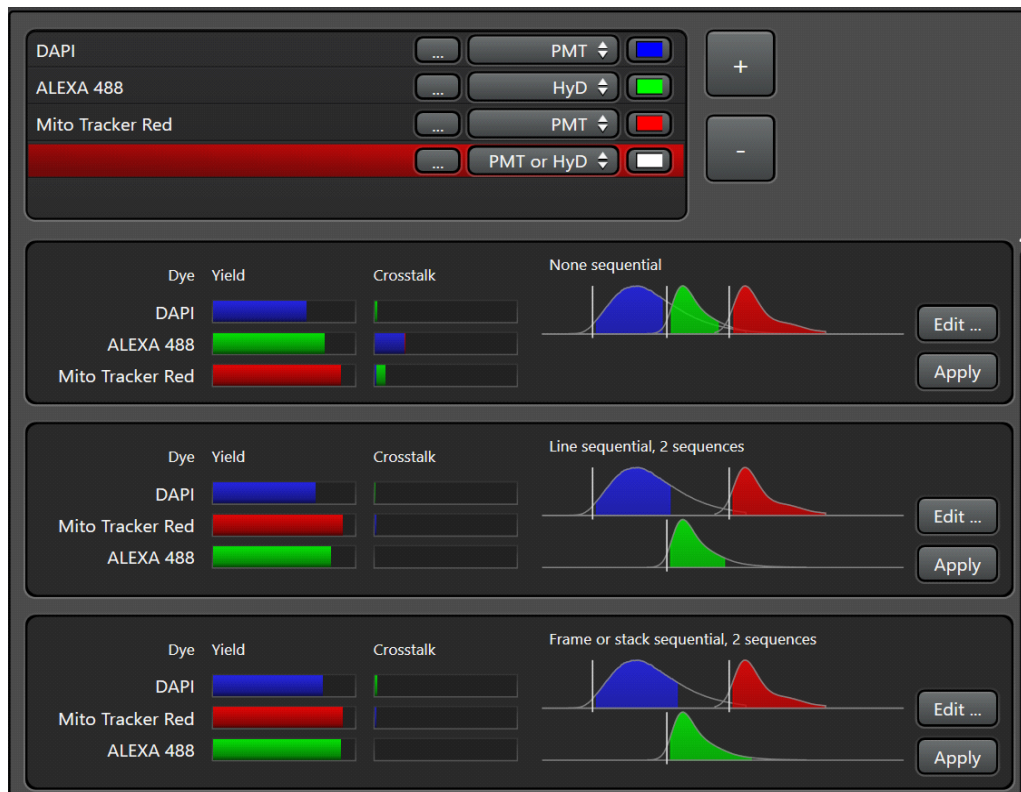 DAPI ... PMT
+
ALEXA 488 ... HyD
Mito Tracker Red ... PMT
-
... PMT or HyD
Dye Yield Crosstalk None sequential
DAPI
Edit ...
ALEXA 488
Mito Tracker Red
Apply
Dye Yield Crosstalk Line sequential, 2 sequences
DAPI
Edit ...
Mito Tracker Red
ALEXA 488
Apply
Dye Yield Crosstalk Frame or stack sequential, 2 sequences
DAPI
Edit ...
Mito Tracker Red
ALEXA 488
Apply